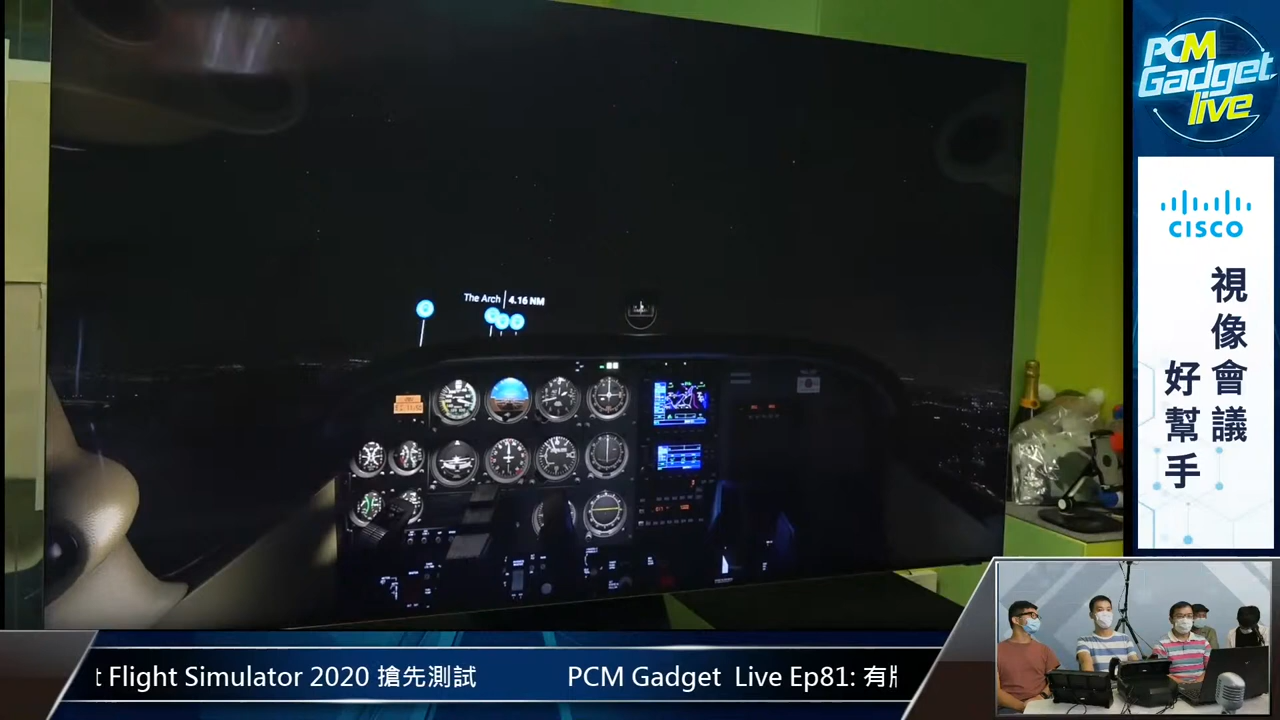 PCM
Gadget
live
CISCO
視像會議
好幫手
The Arch 4.16 NM
t Flight Simulator 2020 搶先測試 PCM Gadget Live Ep81: 有